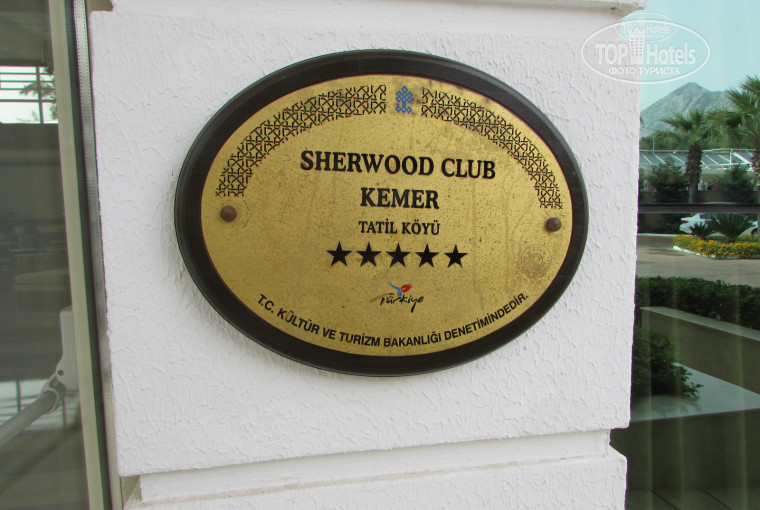 TOP Hotels
ФОТО ТУРИСТА
SHERWOOD CLUB
KEMER
TATİL KÖYÜ
Türkiye
T.C. KÜLTÜR VE TURİZM BAKANLIĞI DENETİMİNDEDİR.